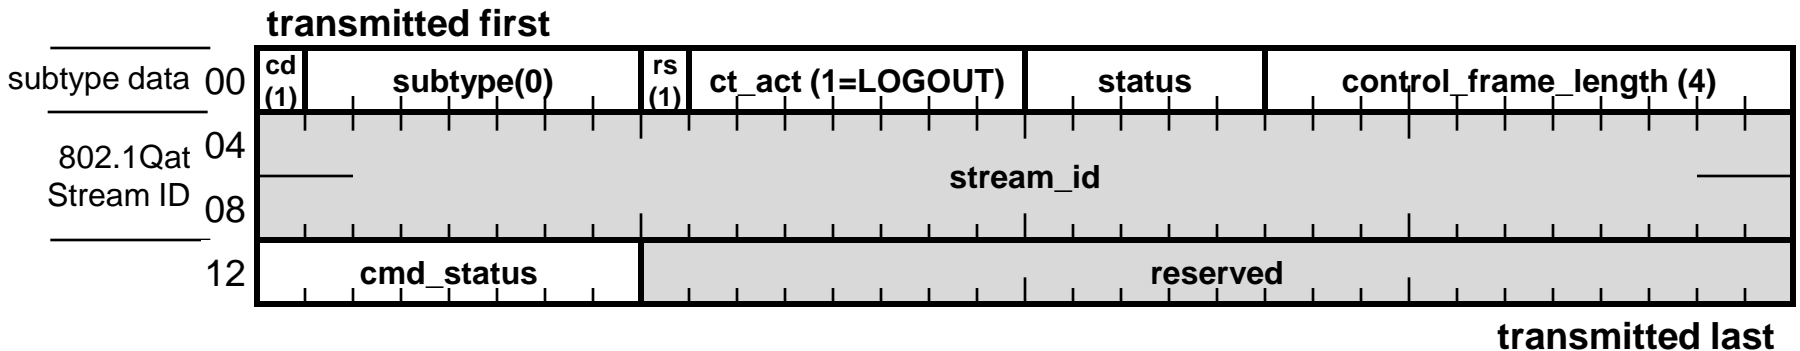 transmitted first
subtype data 00 cd (1) subtype(0) rs (1) ct_act (1=LOGOUT) status control_frame_length (4)
04
802.1Qat
Stream ID
stream_id
08
12 cmd_status reserved
transmitted last